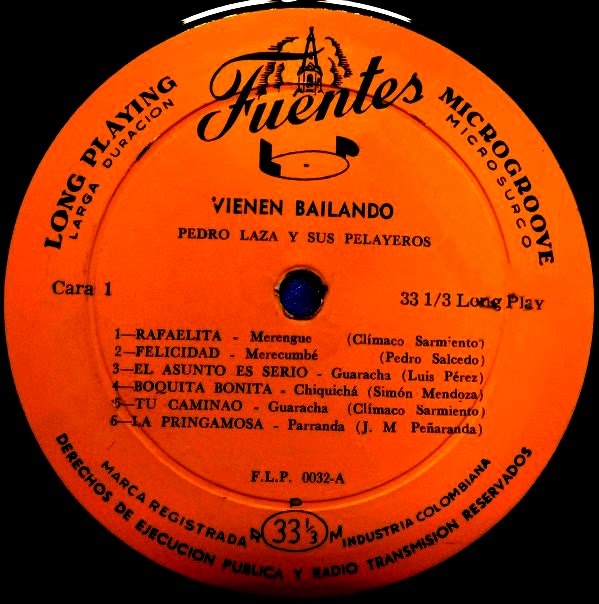 Fuentes
LP
LONG PLAYING
LARGA DURACION
MICROGROOVE
MICROSURCO
VIENEN BAILANDO
PEDRO LAZA Y SUS PELAYEROS
Cara 1
33 1/3 Long Play
1—RAFAELITA - Merengue (Clímaco Sarmiento)
2—FELICIDAD - Merecumbé (Pedro Salcedo)
3—EL ASUNTO ES SERIO - Guaracha (Luis Pérez)
4—BOQUITA BONITA - Chiquichá (Simón Mendoza)
5—TU CAMINAO - Guaracha (Clímaco Sarmiento)
6—LA PRINGAMOSA - Parranda (J. M Peñaranda)
F.L.P. 0032-A
MARCA REGISTRADA
R P M
33 1/3
INDUSTRIA COLOMBIANA
DERECHOS DE EJECUCION PUBLICA Y RADIO TRANSMISION RESERVADOS